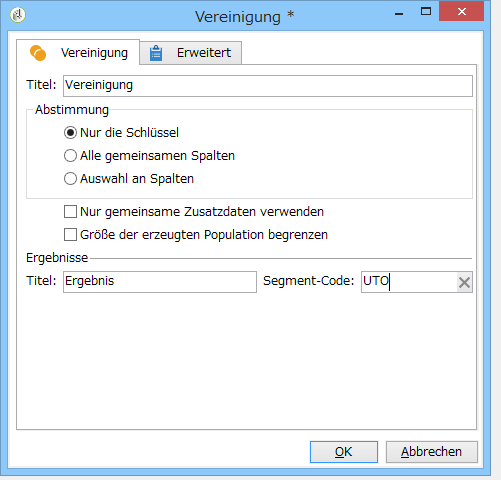 Vereinigung *
Vereinigung Erweitert
Titel: Vereinigung
Abstimmung
Nur die Schlüssel
Alle gemeinsamen Spalten
Auswahl an Spalten
Nur gemeinsame Zusatzdaten verwenden
Größe der erzeugten Population begrenzen
Ergebnisse
Titel: Ergebnis Segment-Code: UTO
OK Abbrechen